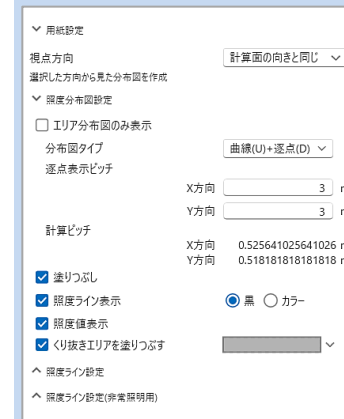 用紙設定
視点方向 計算面の向きと同じ
選択した方向から見た分布図を作成
照度分布図設定
エリア分布図のみ表示
分布図タイプ 曲線(U)+逐点(D)
逐点表示ピッチ
X方向 3
Y方向 3
計算ピッチ
X方向 0.525641025641026
Y方向 0.518181818181818
塗りつぶし
照度ライン表示 黒 カラー
照度値表示
くり抜きエリアを塗りつぶす
照度ライン設定
照度ライン設定(非常照明用)